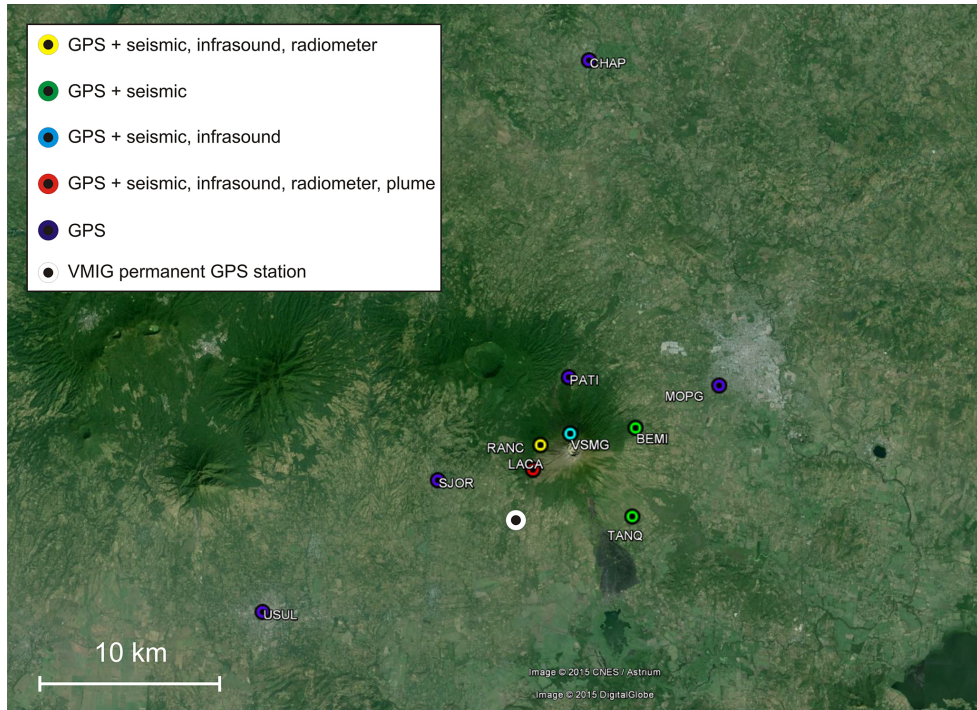 GPS + seismic, infrasound, radiometer
CHAP
GPS + seismic
GPS + seismic, infrasound
GPS + seismic, infrasound, radiometer, plume
GPS
VMIG permanent GPS station
PATI
MOPG
BEMI
RANC
VSMG
LACA
SJOR
TANQ
USUL
10 km
Image © 2015 CNES / Astrium
Image © 2015 DigitalGlobe